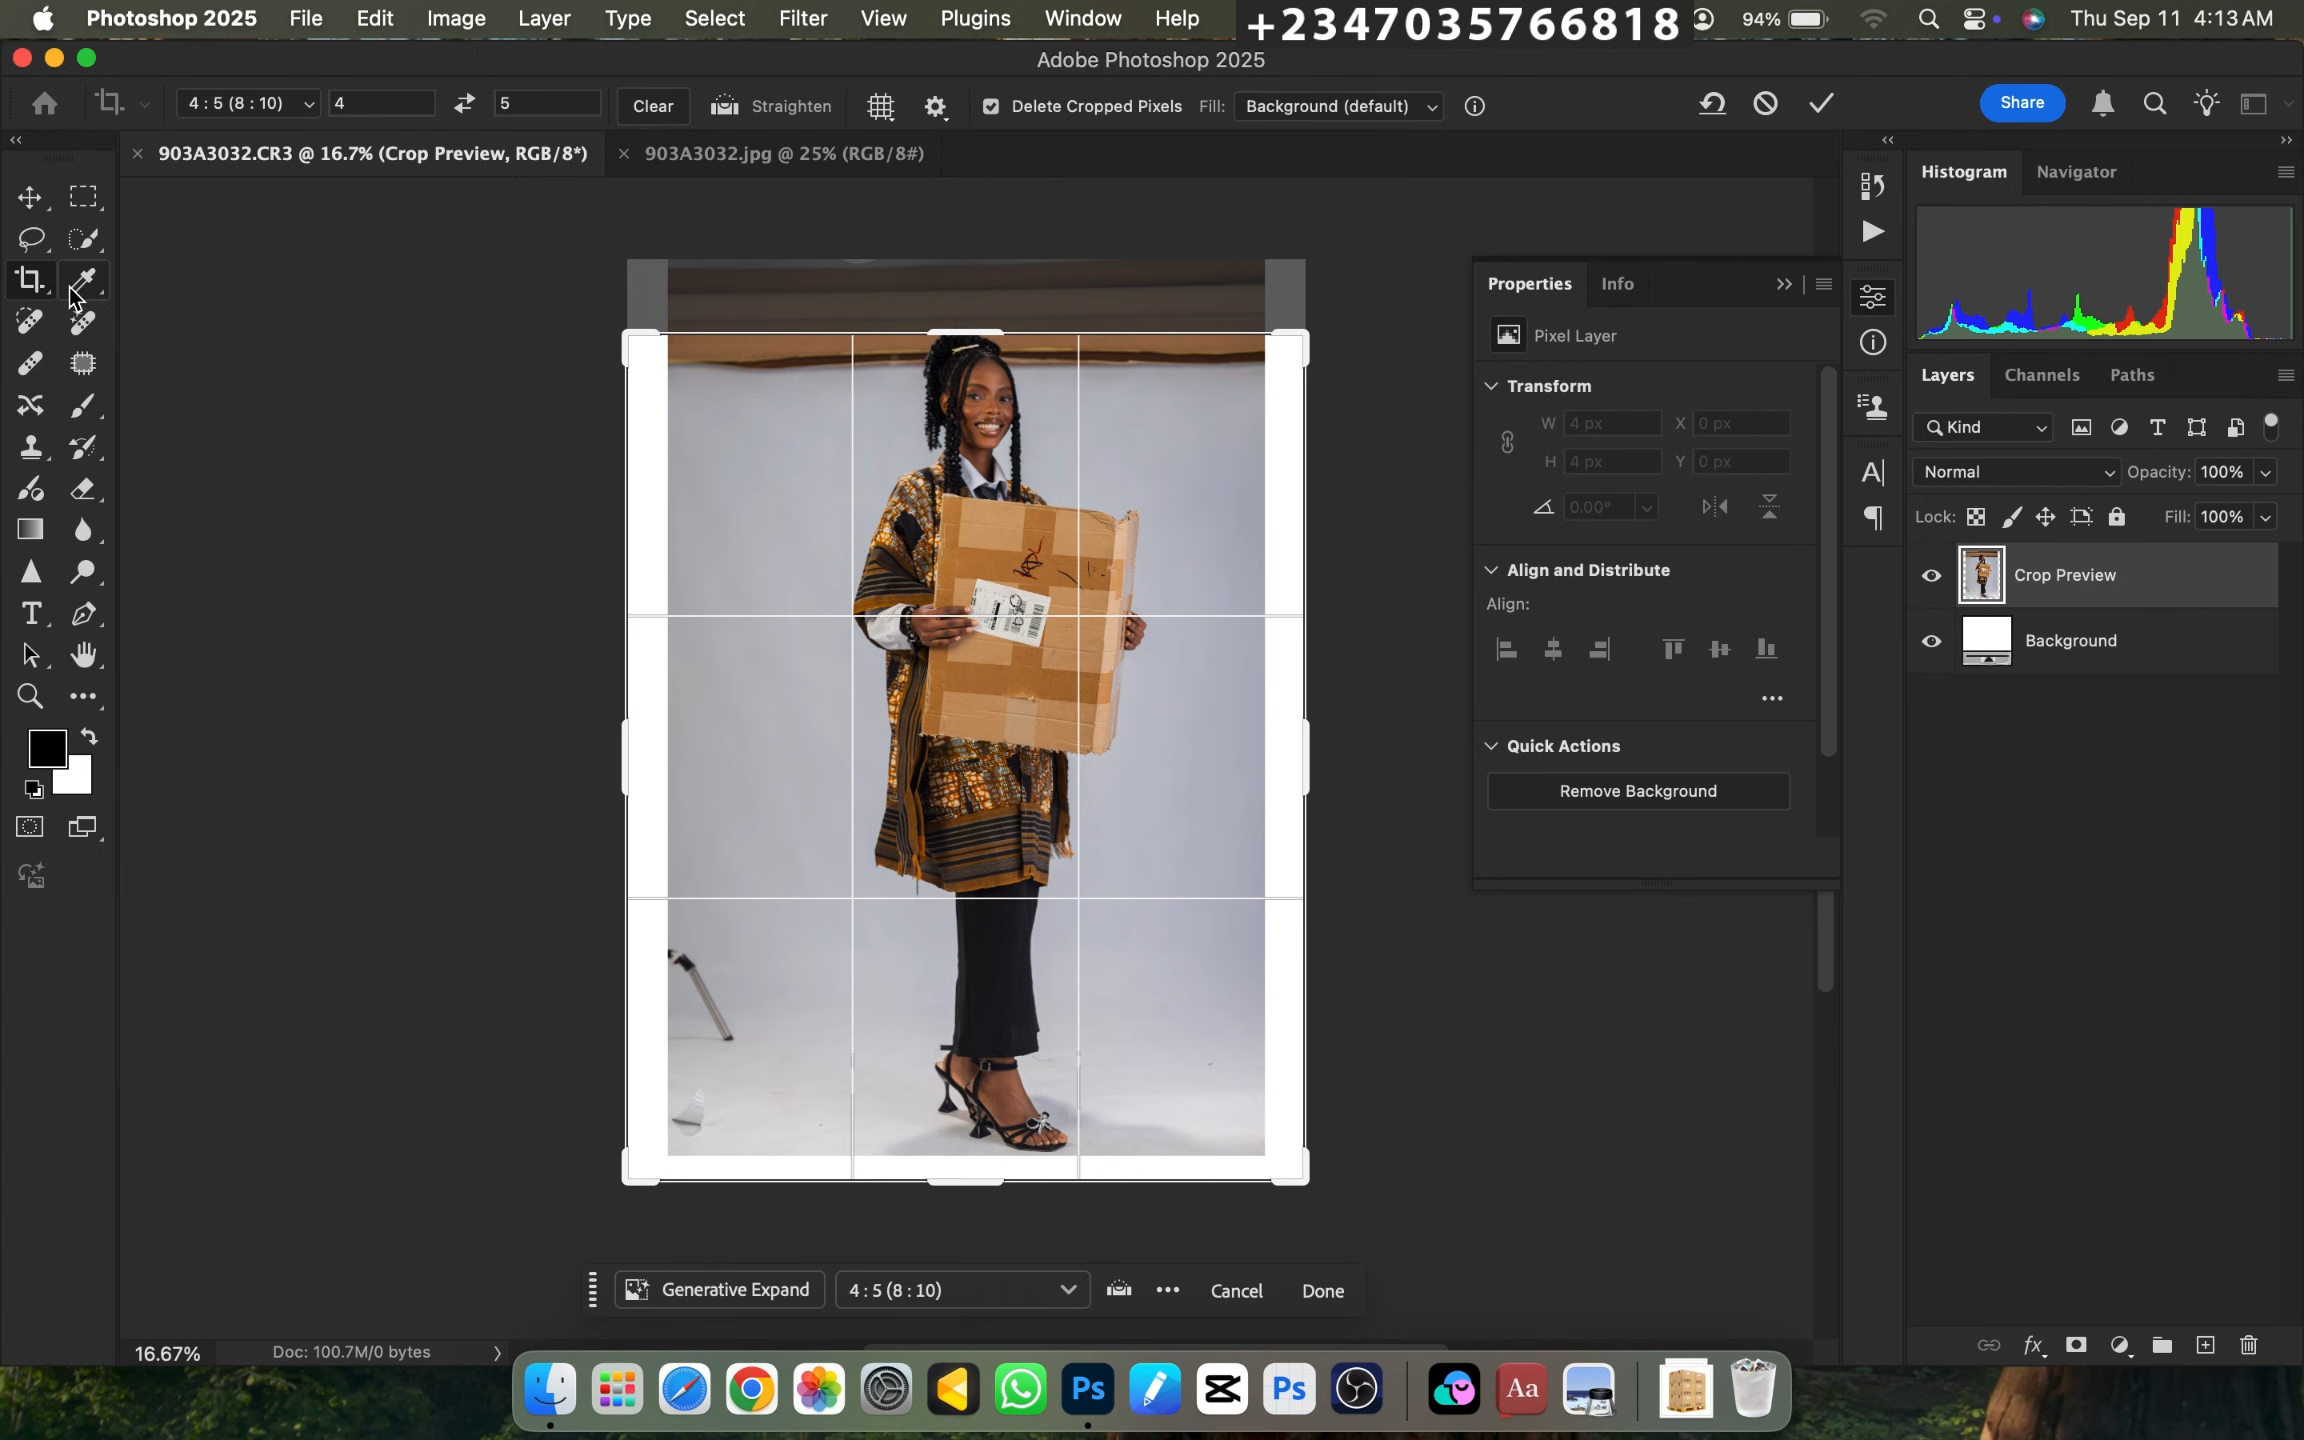 Photoshop 2025 File Edit Image Layer Type Select Filter View Plugins Window Help +2347035766818 94% Thu Sep 11 4:13 AM
Adobe Photoshop 2025
4 : 5 (8 : 10) 4 5 Clear Straighten Delete Cropped Pixels Fill: Background (default) Share
903A3032.CR3 @ 16.7% (Crop Preview, RGB/8*) 903A3032.jpg @ 25% (RGB/8#)
Histogram Navigator
Properties Info
Pixel Layer
Transform
W 4 px X 0 px
H 4 px Y 0 px
0.00°
Align and Distribute
Align:
Quick Actions
Remove Background
Layers Channels Paths
Kind
Normal Opacity: 100%
Lock: Fill: 100%
Crop Preview
Background
Generative Expand 4 : 5 (8 : 10) Cancel Done
16.67% Doc: 100.7M/0 bytes
Ps Ps Aa